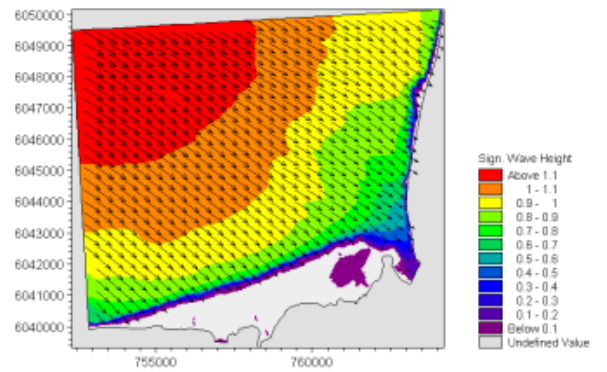 6050000
6049000
6048000
6047000
6046000
6045000
6044000
6043000
6042000
6041000
6040000
755000
760000
Sign. Wave Height
Above 1.1
1 - 1.1
0.9 - 1
0.8 - 0.9
0.7 - 0.8
0.6 - 0.7
0.5 - 0.6
0.4 - 0.5
0.3 - 0.4
0.2 - 0.3
0.1 - 0.2
Below 0.1
Undefined Value